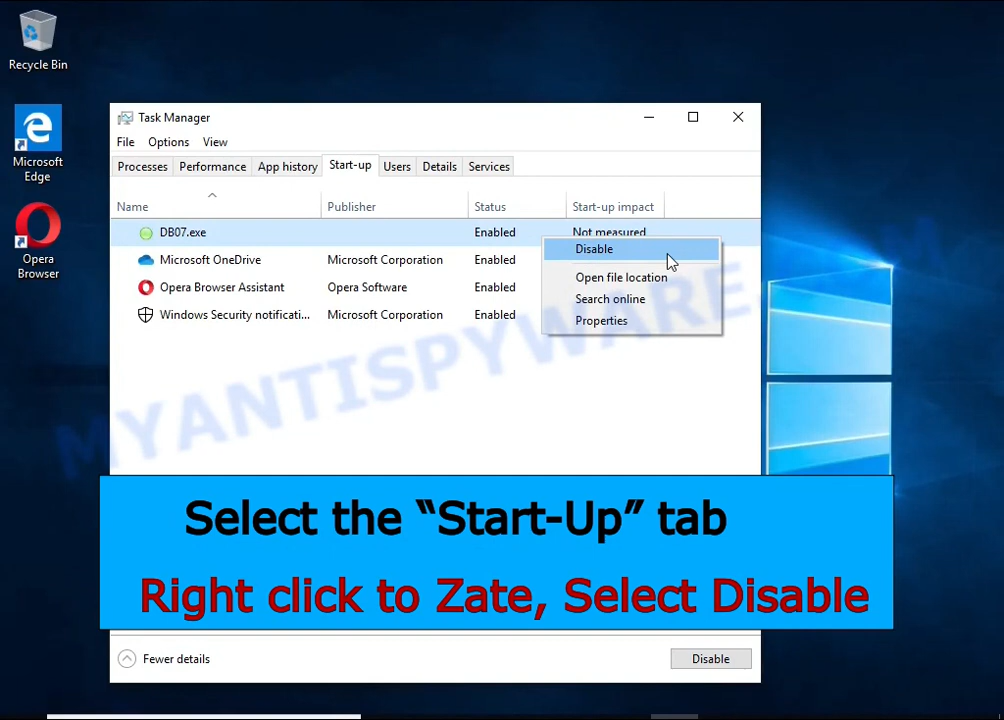 Recycle Bin
Microsoft
Edge
Opera
Browser
Task Manager
File Options View
Processes Performance App history Start-up Users Details Services
Name Publisher Status Start-up impact
DB07.exe Enabled Not measured
Microsoft OneDrive Microsoft Corporation Enabled
Opera Browser Assistant Opera Software Enabled
Windows Security notificati... Microsoft Corporation Enabled
Disable
Open file location
Search online
Properties
MYANTISPYWARE.COM
Select the “Start-Up” tab
Right click to Zate, Select Disable
Fewer details Disable